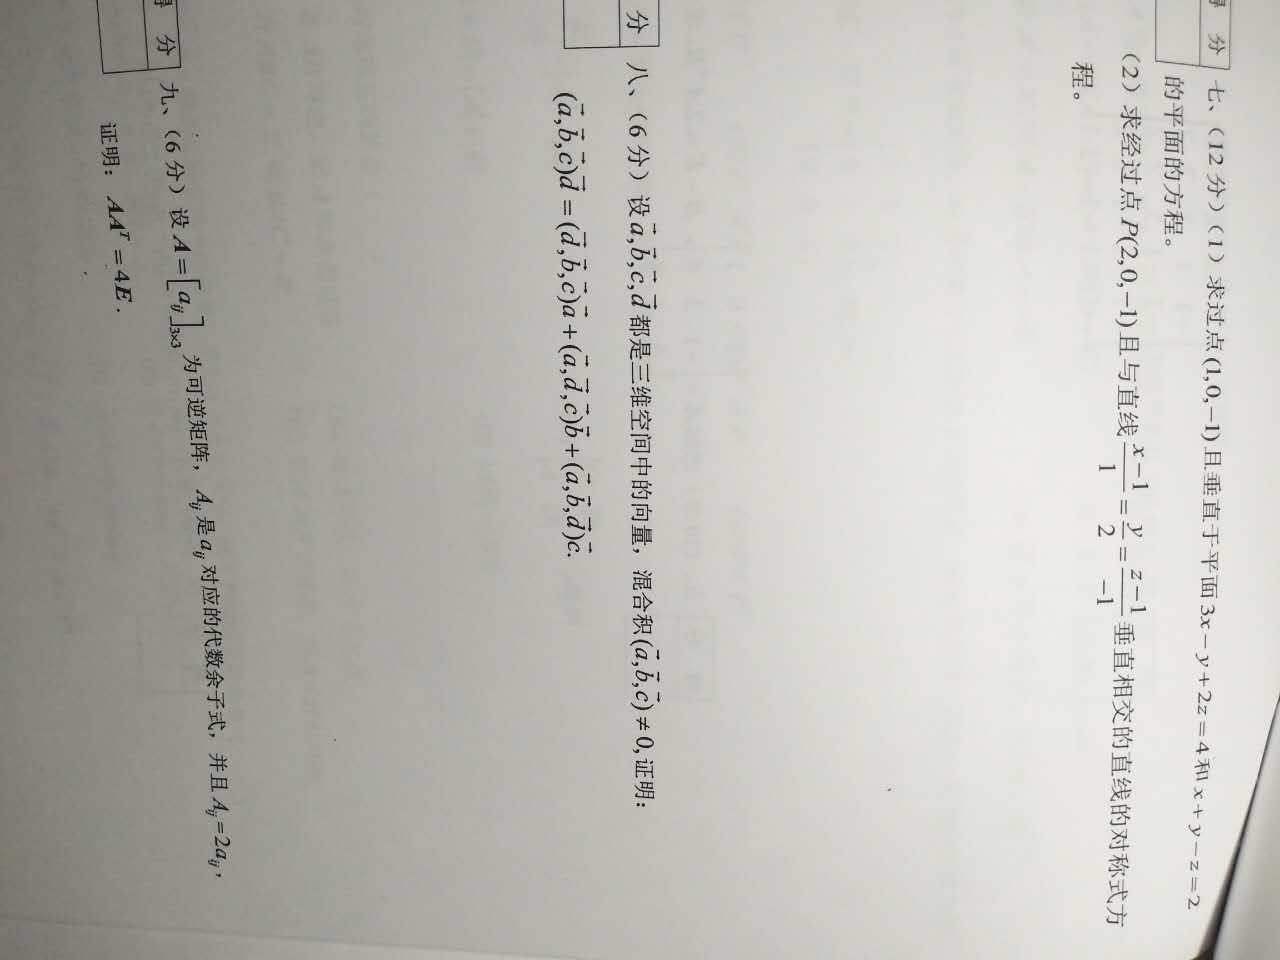 得 分
七、（12 分）（1）求过点 (1,0,−1) 且垂直于平面 3x − y + 2z = 4 和 x + y − z = 2
的平面的方程。
（2）求经过点 P(2,0,−1) 且与直线 \frac{x−1}{1} = \frac{y}{2} = \frac{z−1}{−1} 垂直相交的直线的对称式方
程。
分
八、（6 分）设 \vec{a},\vec{b},\vec{c},\vec{d} 都是三维空间中的向量，混合积 (\vec{a},\vec{b},\vec{c}) ≠ 0, 证明：
(\vec{a},\vec{b},\vec{c})\vec{d} = (\vec{d},\vec{b},\vec{c})\vec{a} + (\vec{a},\vec{d},\vec{c})\vec{b} + (\vec{a},\vec{b},\vec{d})\vec{c}.
得 分
九、（6 分）设 A = [a_{ij}]_{3×3} 为可逆矩阵，A_{ij} 是 a_{ij} 对应的代数余子式，并且 A_{ij} = 2a_{ij}，
证明：AA^T = 4E .